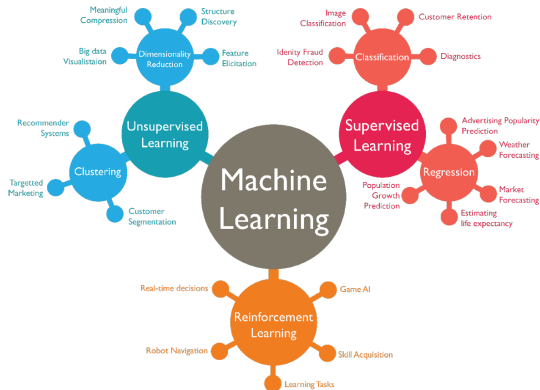 Meaningful
Compression
Structure
Discovery
Big data
Visualistaion
Dimensionality
Reduction
Feature
Elicitation
Image
Classification
Customer Retention
Idenity Fraud
Detection
Classification
Diagnostics
Recommender
Systems
Unsupervised
Learning
Clustering
Targetted
Marketing
Customer
Segmentation
Machine
Learning
Supervised
Learning
Advertising Popularity
Prediction
Weather
Forecasting
Regression
Population
Growth
Prediction
Market
Forecasting
Estimating
life expectancy
Real-time decisions
Game AI
Reinforcement
Learning
Robot Navigation
Skill Acquisition
Learning Tasks